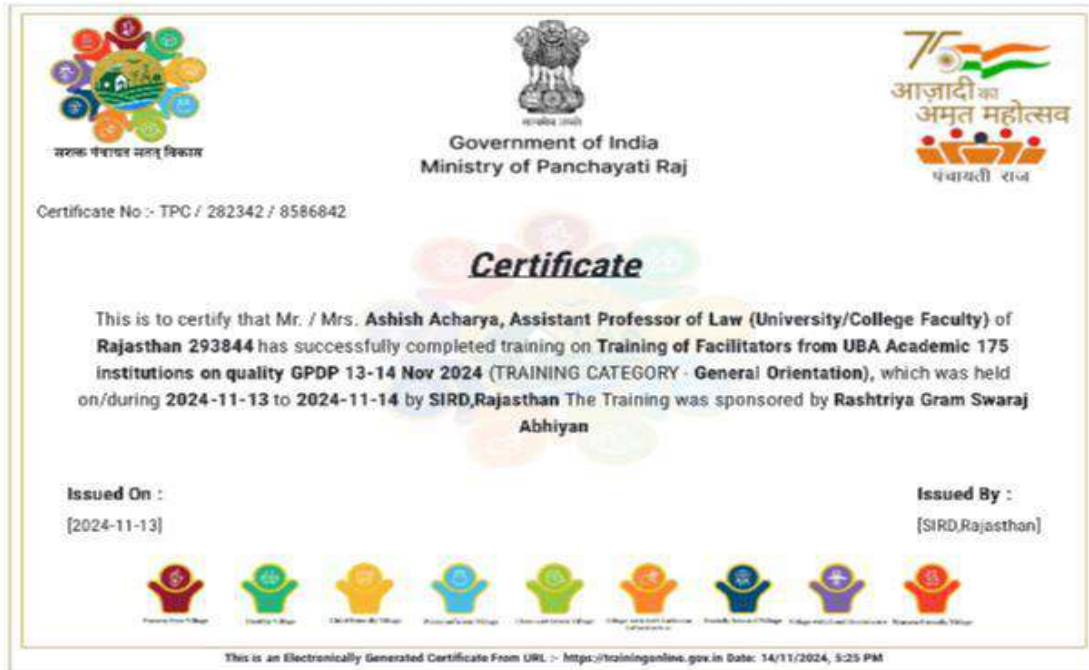 सशक्त पंचायत सतत् विकास
सत्यमेव जयते
Government of India
Ministry of Panchayati Raj
75
आज़ादी का
अमृत महोत्सव
पंचायती राज
Certificate No :- TPC / 282342 / 8586842
Certificate
This is to certify that Mr. / Mrs. Ashish Acharya, Assistant Professor of Law (University/College Faculty) of
Rajasthan 293844 has successfully completed training on Training of Facilitators from UBA Academic 175
institutions on quality GPDP 13-14 Nov 2024 (TRAINING CATEGORY - General Orientation), which was held
on/during 2024-11-13 to 2024-11-14 by SIRD,Rajasthan The Training was sponsored by Rashtriya Gram Swaraj
Abhiyan
Issued On :
[2024-11-13]
Issued By :
[SIRD,Rajasthan]
This is an Electronically Generated Certificate From URL :- https://trainingonline.gov.in Date: 14/11/2024, 5:25 PM